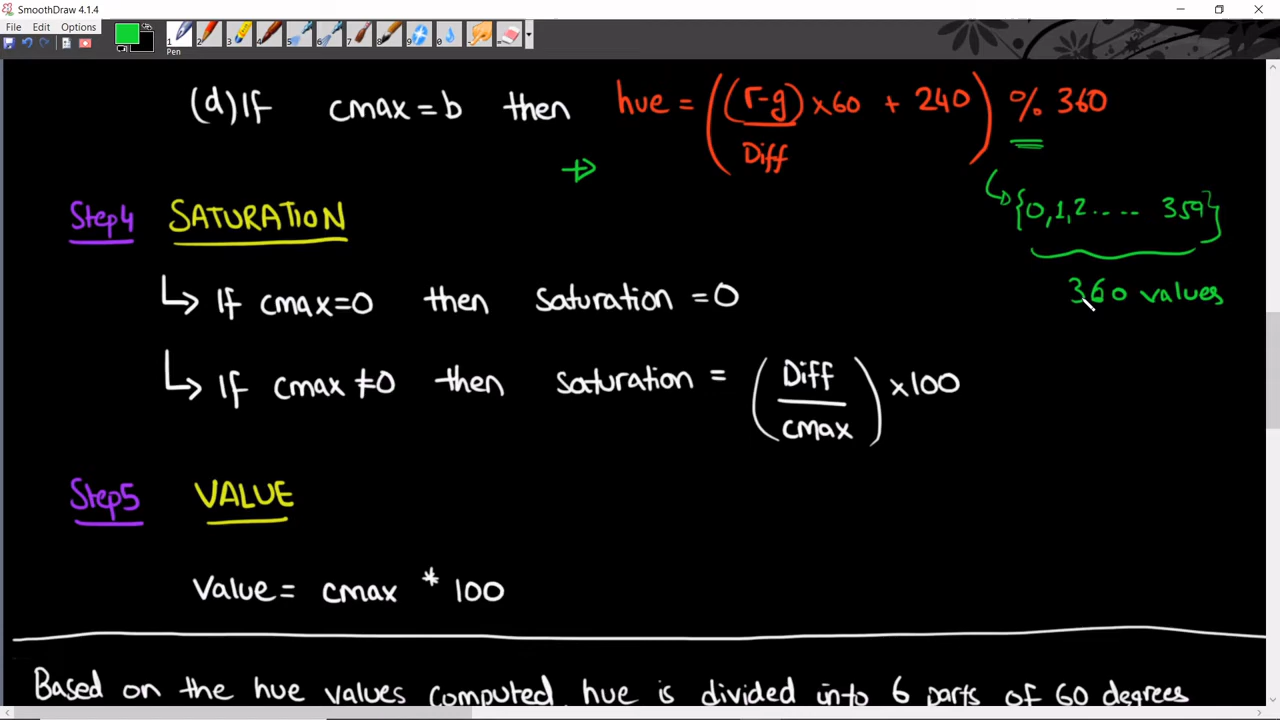 SmoothDraw 4.1.4
File Edit Options
Pen
(d) If cmax = b then hue = ((r-g)/Diff × 60 + 240) % 360
{0, 1, 2..... 359}
360 values
Step4 SATURATION
If cmax=0 then saturation = 0
If cmax ≠ 0 then saturation = (Diff/cmax) × 100
Step5 VALUE
Value = cmax * 100
Based on the hue values computed, hue is divided into 6 parts of 60 degrees